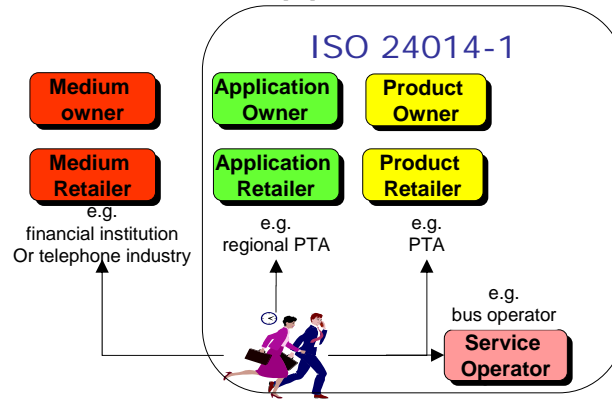 ISO 24014-1
Medium
owner
Application
Owner
Product
Owner
Medium
Retailer
Application
Retailer
Product
Retailer
e.g.
financial institution
Or telephone industry
e.g.
regional PTA
e.g.
PTA
e.g.
bus operator
Service
Operator